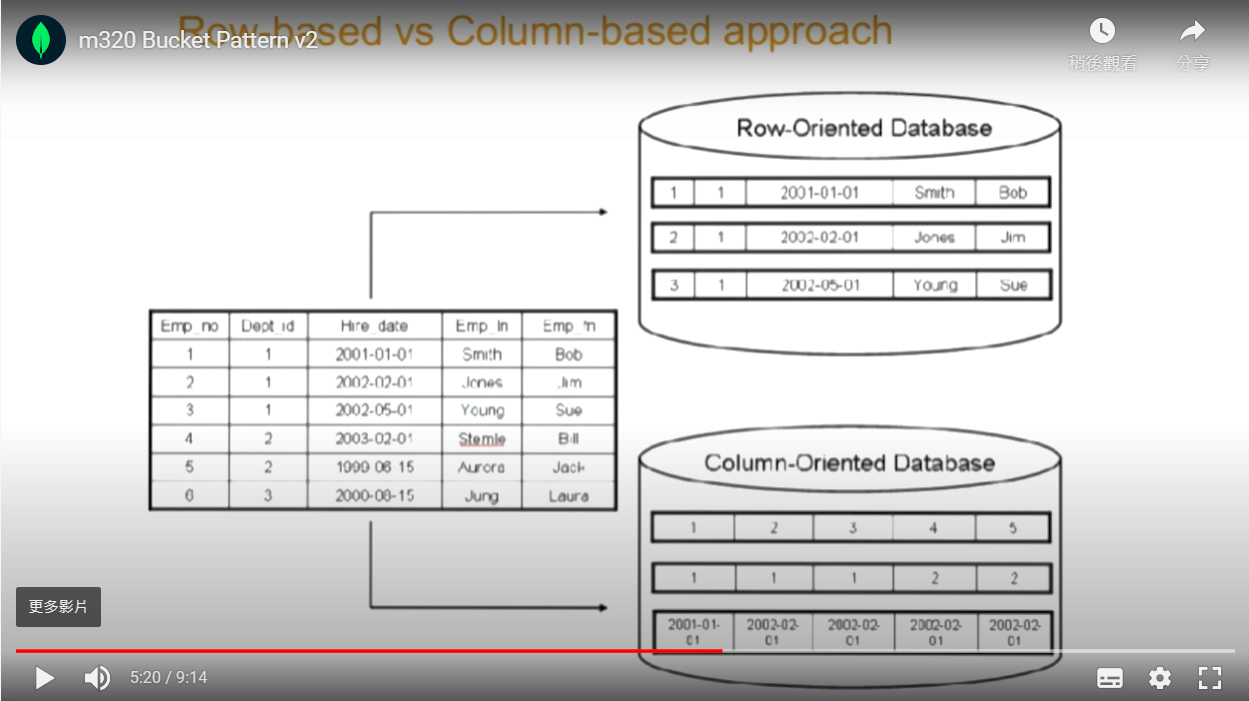 Row-based vs Column-based approach
m320 Bucket Pattern v2
稍後觀看
分享
Row-Oriented Database
1 1 2001-01-01 Smith Bob
2 1 2002-02-01 Jones Jim
3 1 2002-05-01 Young Sue
Emp_no Dept_id Hire_date Emp_ln Emp_fn
1 1 2001-01-01 Smith Bob
2 1 2002-02-01 Jones Jim
3 1 2002-05-01 Young Sue
4 2 2003-02-01 Stemle Bill
5 2 1999-06-15 Aurora Jack
6 3 2000-08-15 Jung Laura
Column-Oriented Database
1 2 3 4 5
1 1 1 2 2
2001-01- 2002-02- 2002-02- 2002-02- 2002-02-
01 01 01 01 01
更多影片
5:20 / 9:14